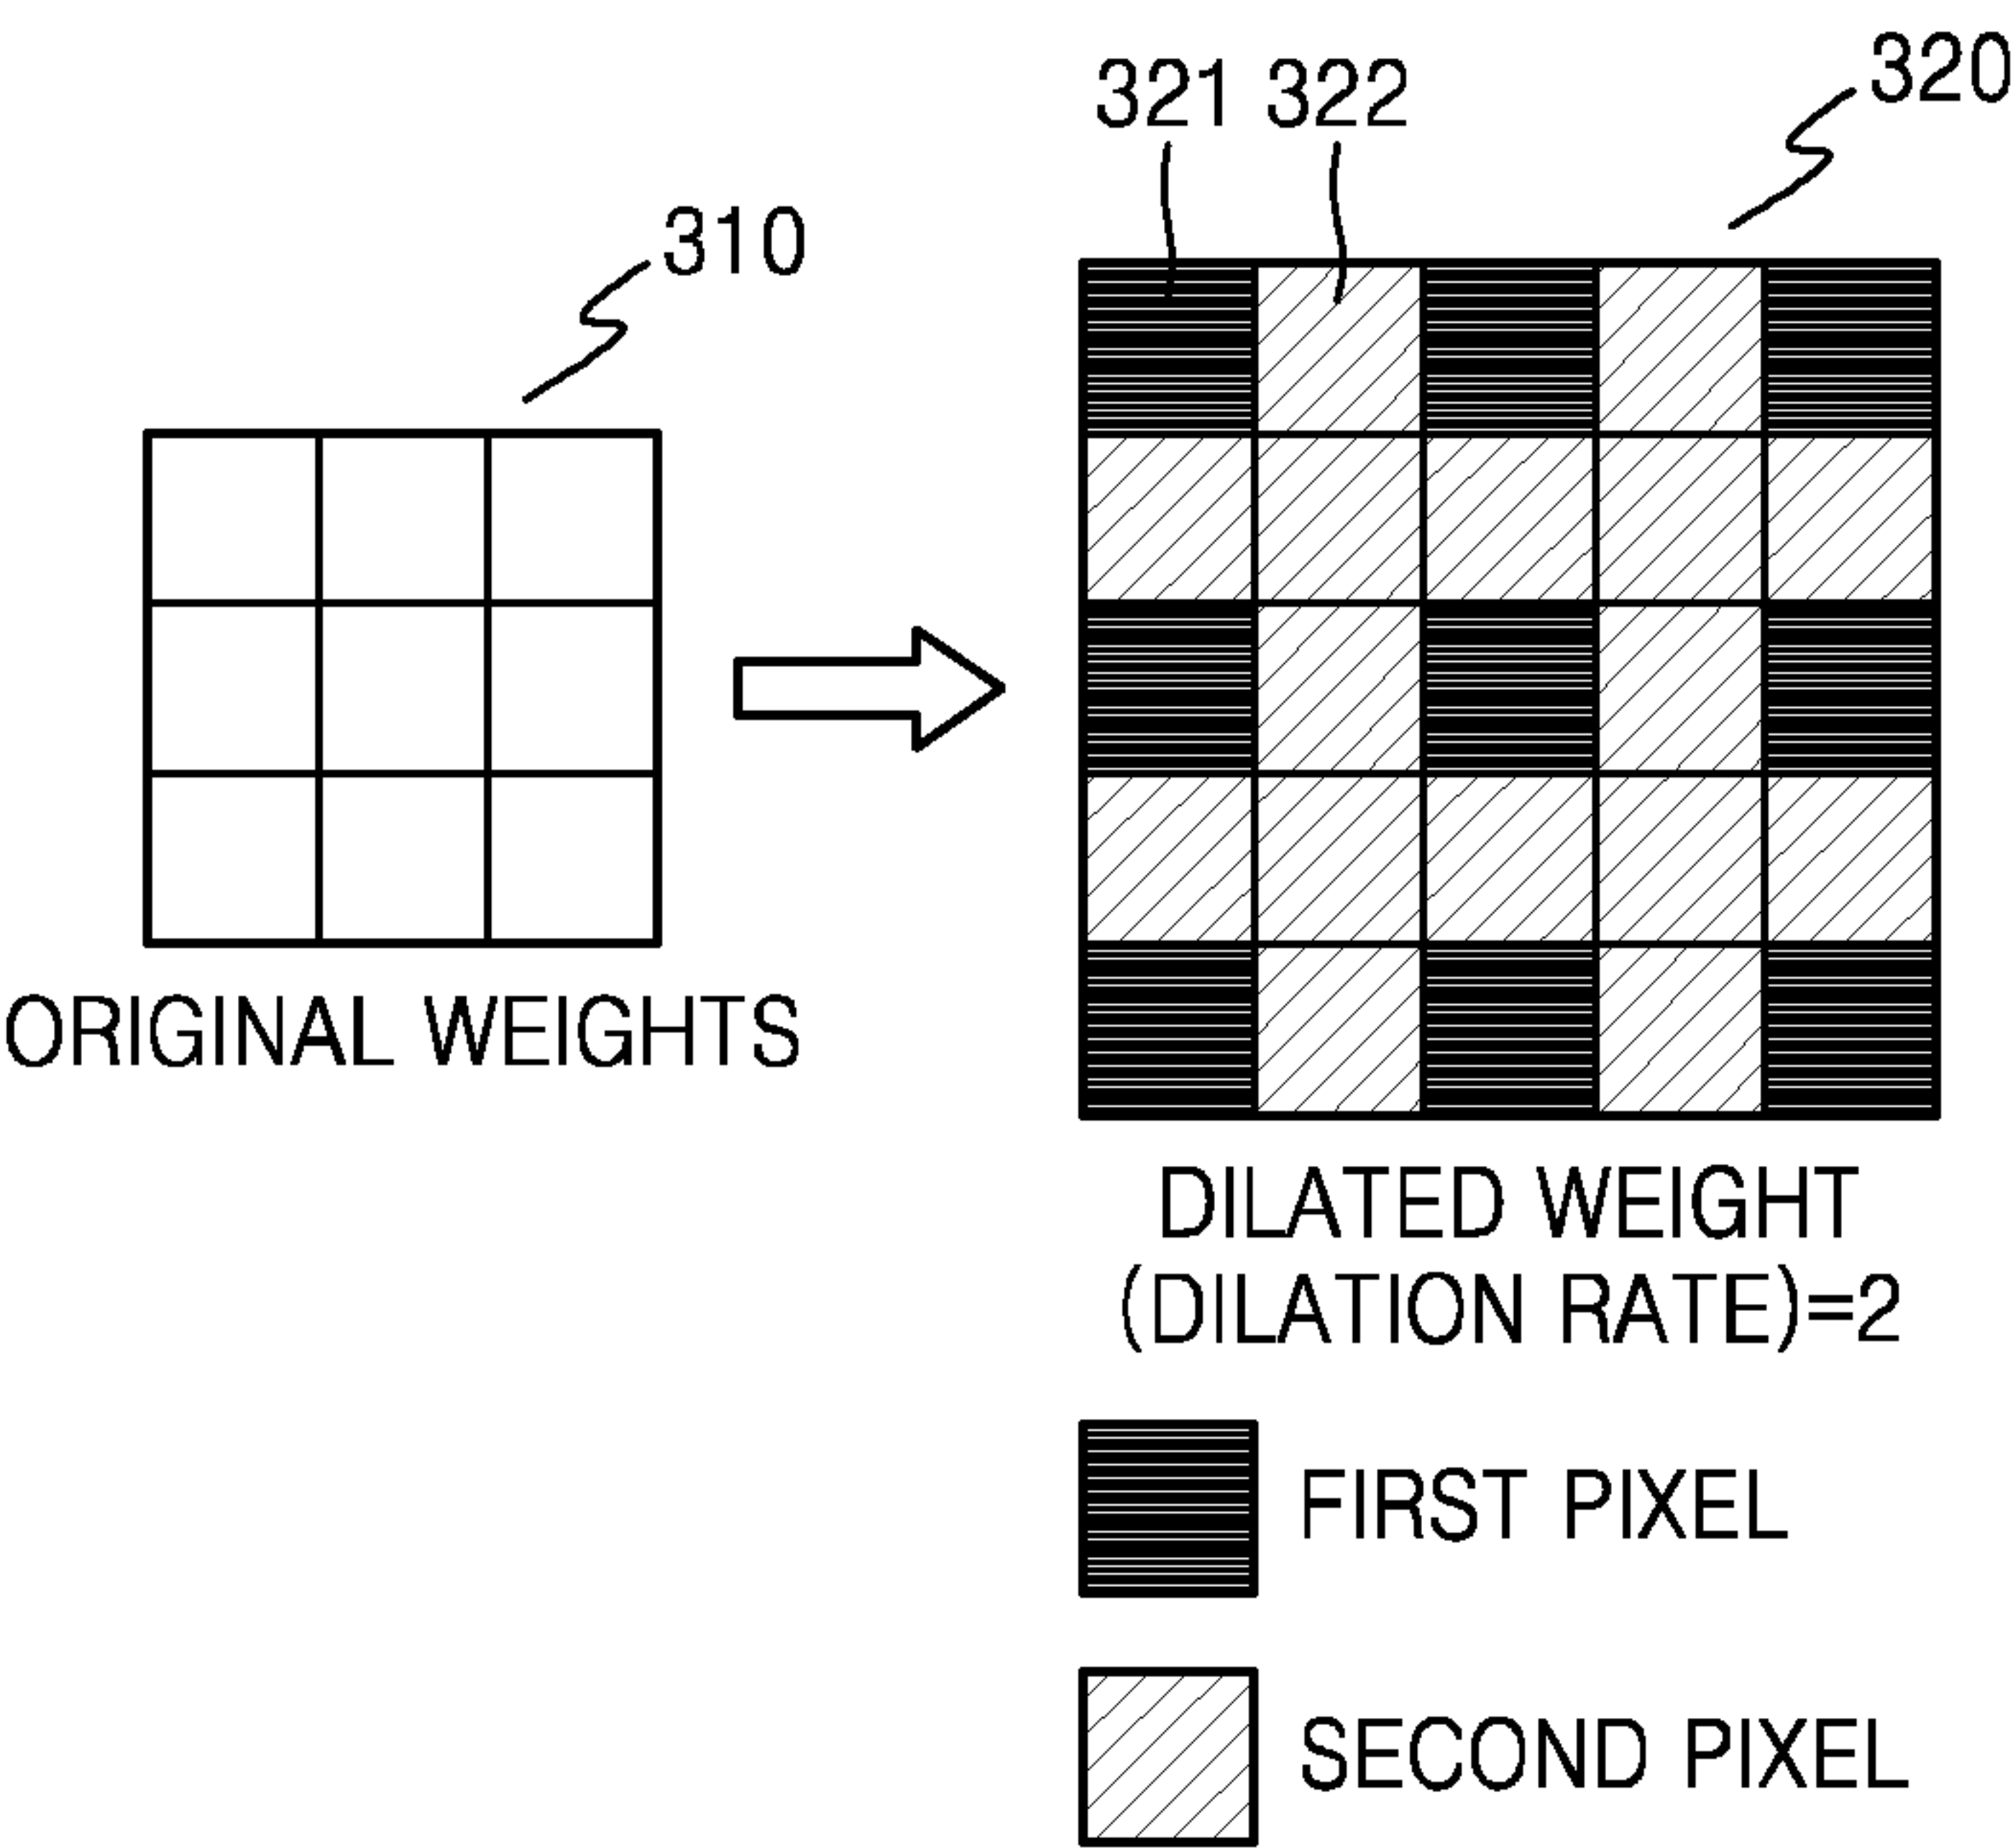 320
321 322
310
ORIGINAL WEIGHTS
DILATED WEIGHT
(DILATION RATE)=2
FIRST PIXEL
SECOND PIXEL